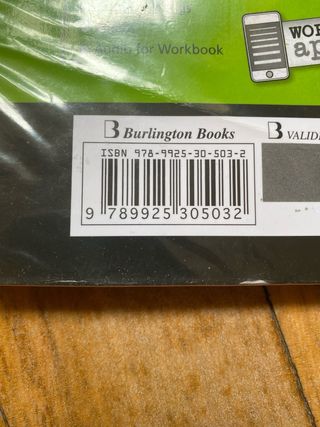 Audio for Workbook
WOR
ap
B Burlington Books
B VALID
ISBN 978-9925-30-503-2
9 789925 305032